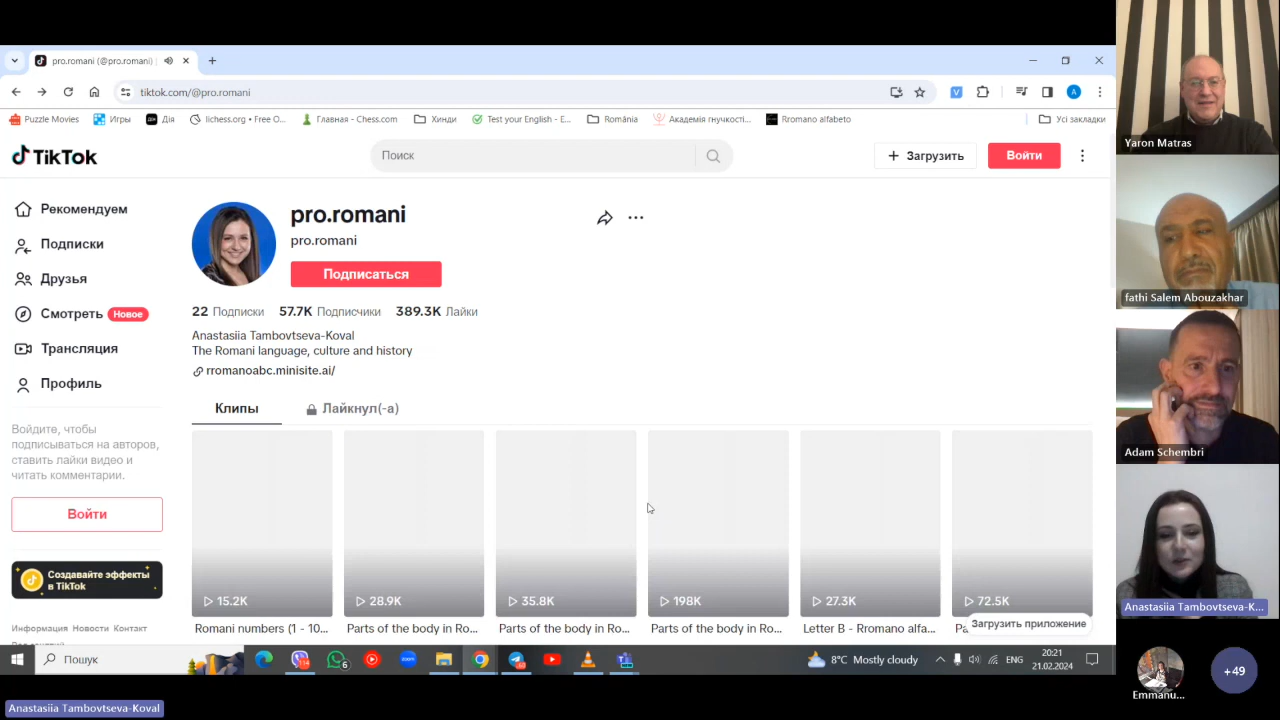 pro.romani (@pro.romani)
tiktok.com/@pro.romani
Puzzle Movies
Игры
Дія
lichess.org • Free O...
Главная - Chess.com
Хинди
Test your English - E...
România
Академія гнучкості...
Rromano alfabeto
Усі закладки
TikTok
Поиск
Загрузить
Войти
Рекомендуем
Подписки
Друзья
Смотреть Новое
Трансляция
Профиль
Войдите, чтобы
подписываться на авторов,
ставить лайки видео и
читать комментарии.
Войти
Создавайте эффекты
в TikTok
Информация Новости Контакт
pro.romani
pro.romani
Подписаться
22 Подписки 57.7K Подписчики 389.3K Лайки
Anastasiia Tambovtseva-Koval
The Romani language, culture and history
rromanoabc.minisite.ai/
Клипы
Лайкнул(-а)
15.2K
28.9K
35.8K
198K
27.3K
72.5K
Romani numbers (1 - 10...
Parts of the body in Ro...
Parts of the body in Ro...
Parts of the body in Ro...
Letter B - Rromano alfa...
Загрузить приложение
Пошук
6
zoom
8°C Mostly cloudy
ENG
20:21
21.02.2024
Yaron Matras
fathi Salem Abouzakhar
Adam Schembri
Anastasiia Tambovtseva-K...
Emmanu...
+49
Anastasiia Tambovtseva-Koval